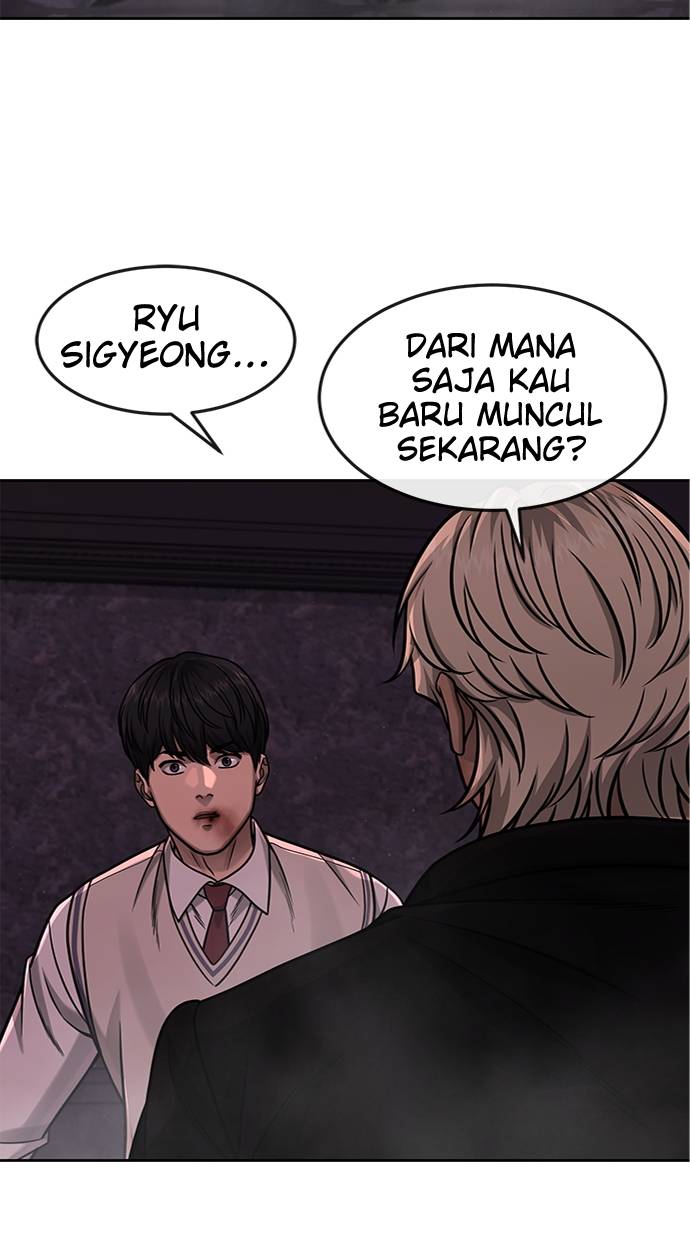 RYU
SIGYEONG...
DARI MANA
SAJA KAU
BARU MUNCUL
SEKARANG?